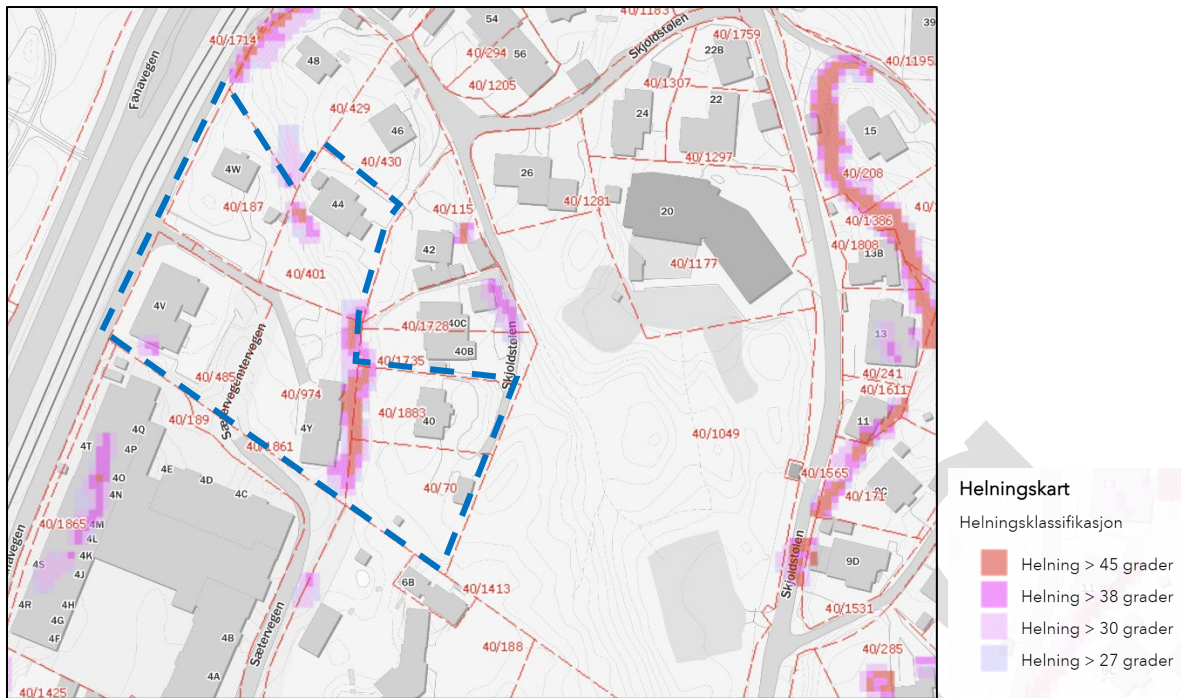 54
40/1183
40/1759
39
40/1714
22B
Fanavegen
48
40/294
56
Skjoldstølen
40/1195
40/1205
40/1307
40/429
24
22
46
15
40/430
40/1297
4W
26
40/208
40/187
44
40/1281
20
40/115
40/1386
42
40/1808
13B
40/1177
40/401
4V
40/1728
40C
13
40B
Skjoldstølen
40/1735
40/485
40/241
40/974
40/1611
40/1883
40
40/189
11
4Y
4Q
40/1049
4T
4P
40/1861
4E
40/1565
4O
4D
40/70
4N
4C
40/171
40/1865
4M
4L
4K
9D
4S
4J
6B
40/1413
4R
4H
Skjoldstølen
40/1531
4G
4F
4B
Sætervegen
40/188
40/285
4A
40/1425
Helningskart
Helningsklassifikasjon
Helning > 45 grader
Helning > 38 grader
Helning > 30 grader
Helning > 27 grader